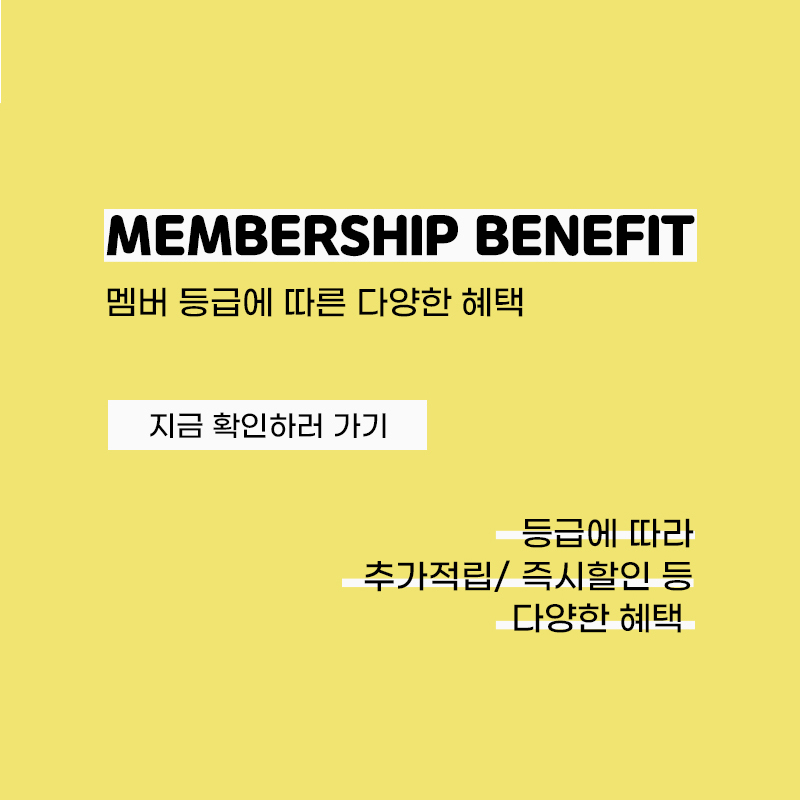 MEMBERSHIP BENEFIT
멤버 등급에 따른 다양한 혜택
지금 확인하러 가기
등급에 따라
추가적립/ 즉시할인 등
다양한 혜택